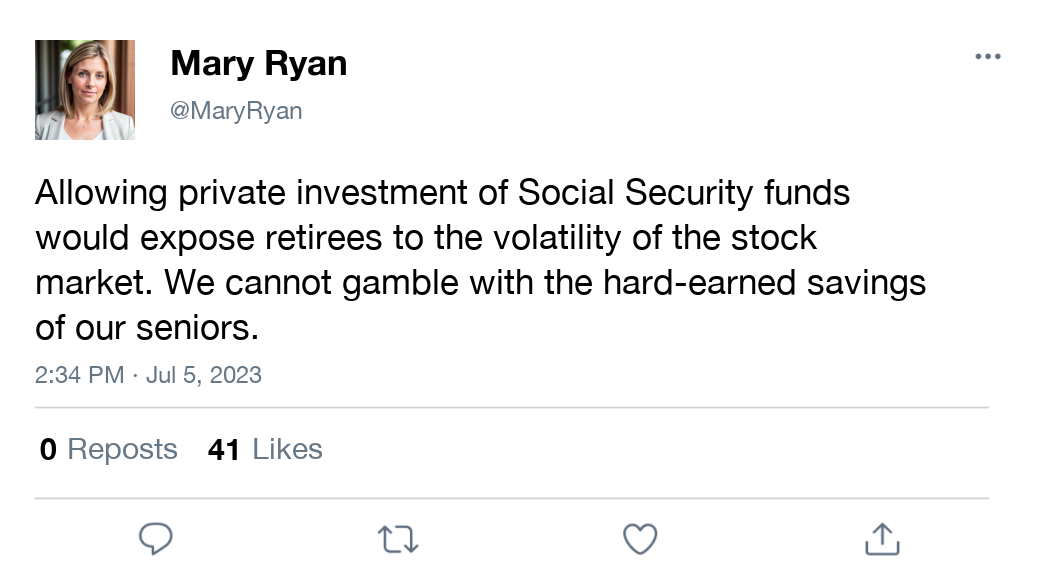 Mary Ryan
@MaryRyan
Allowing private investment of Social Security funds
would expose retirees to the volatility of the stock
market. We cannot gamble with the hard-earned savings
of our seniors.
2:34 PM · Jul 5, 2023
0 Reposts 41 Likes